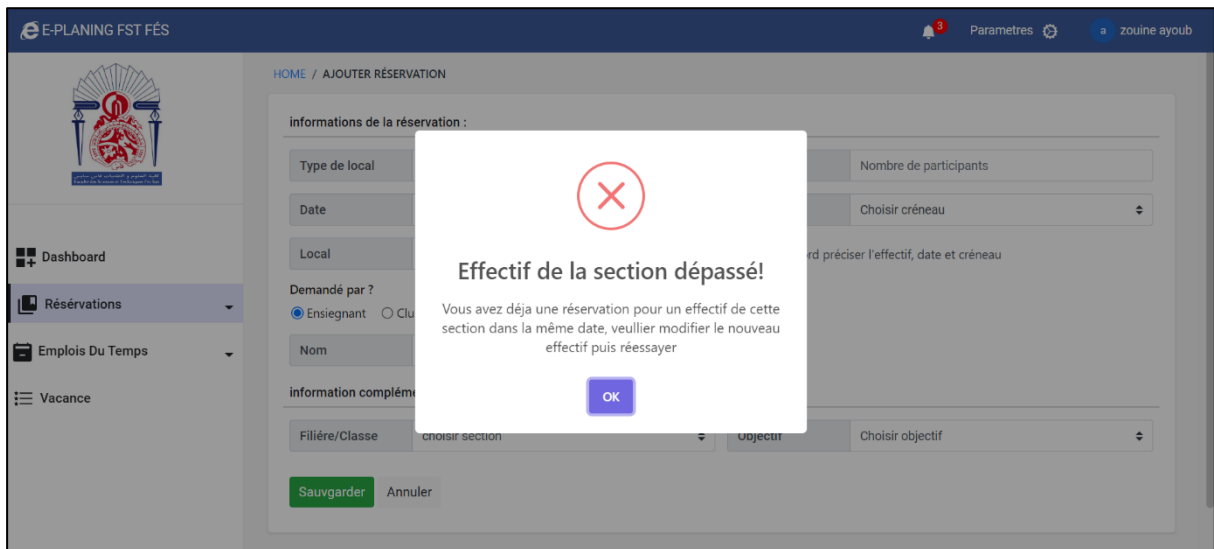 E-PLANING FST FÉS
3
Parametres
a zouine ayoub
HOME / AJOUTER RÉSERVATION
informations de la réservation :
Type de local
Nombre de participants
Date
Choisir créneau
Dashboard
Local
rd préciser l'effectif, date et créneau
Effectif de la section dépassé!
Demandé par ?
Résérvations
Ensiegnant
Clu
Vous avez déja une réservation pour un effectif de cette
section dans la même date, veullier modifier le nouveau
effectif puis réessayer
Emplois Du Temps
Nom
information compléme
OK
Vacance
Filiére/Classe
choisir section
Objectif
Choisir objectif
Sauvgarder
Annuler